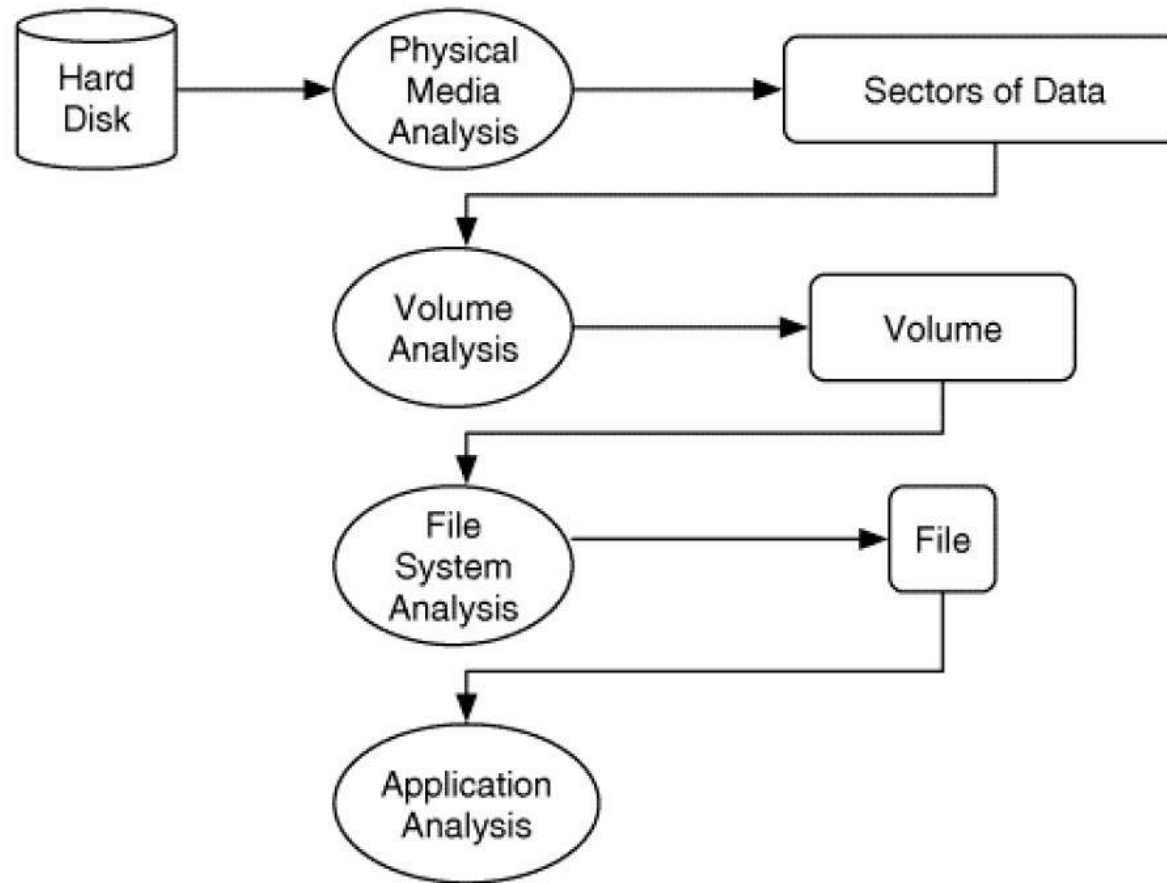 Hard
Disk
Physical
Media
Analysis
Sectors of Data
Volume
Analysis
Volume
File
System
Analysis
File
Application
Analysis